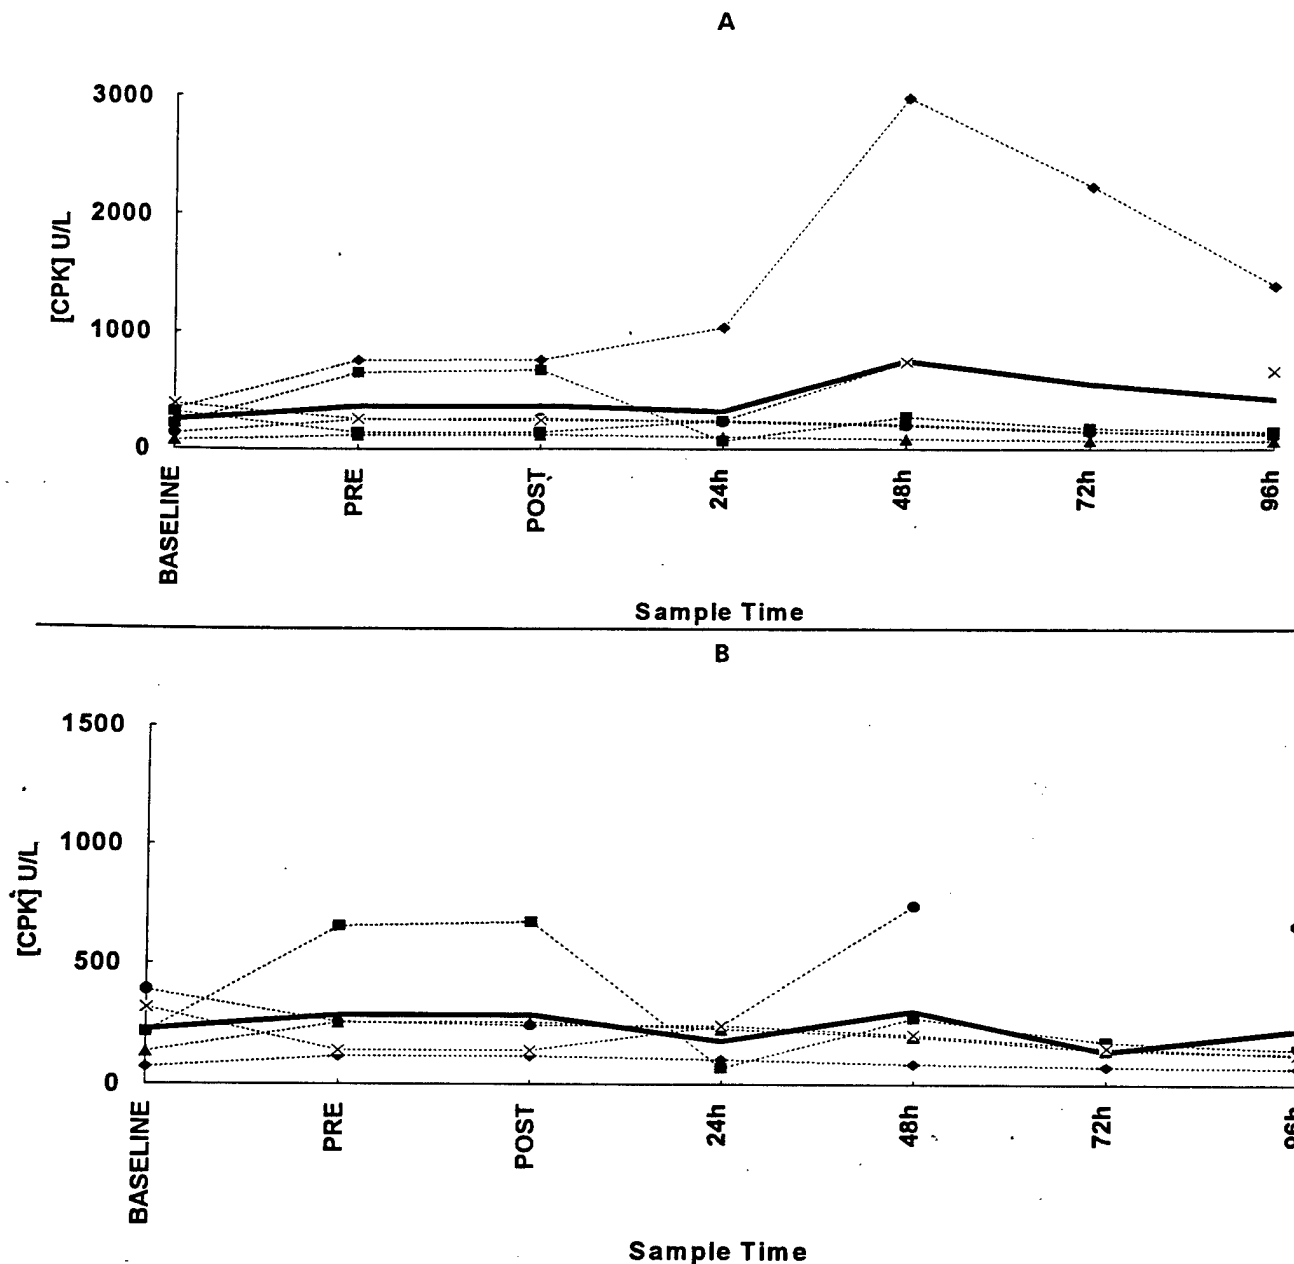 A
3000
2000
1000
0
[CPK] U/L
BASELINE
PRE
POST
24h
48h
72h
96h
Sample Time
B
1500
1000
500
0
[CPK] U/L
BASELINE
PRE
POST
24h
48h
72h
96h
Sample Time